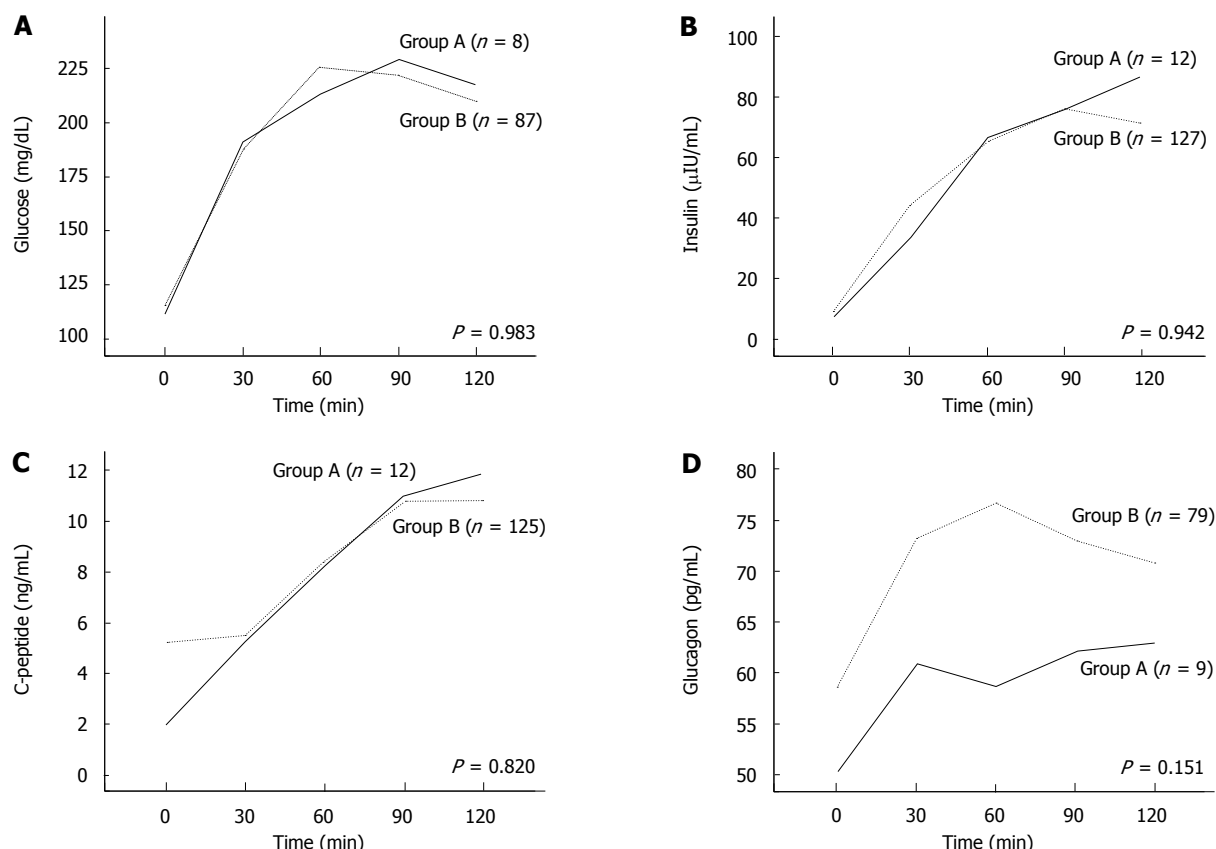 A
Glucose (mg/dL)
225
200
175
150
125
100
Group A (n = 8)
Group B (n = 87)
P = 0.983
0 30 60 90 120
Time (min)
B
Insulin (μIU/mL)
100
80
60
40
20
0
Group A (n = 12)
Group B (n = 127)
P = 0.942
0 30 60 90 120
Time (min)
C
C-peptide (ng/mL)
12
10
8
6
4
2
0
Group A (n = 12)
Group B (n = 125)
P = 0.820
0 30 60 90 120
Time (min)
D
Glucagon (pg/mL)
80
75
70
65
60
55
50
Group B (n = 79)
Group A (n = 9)
P = 0.151
0 30 60 90 120
Time (min)